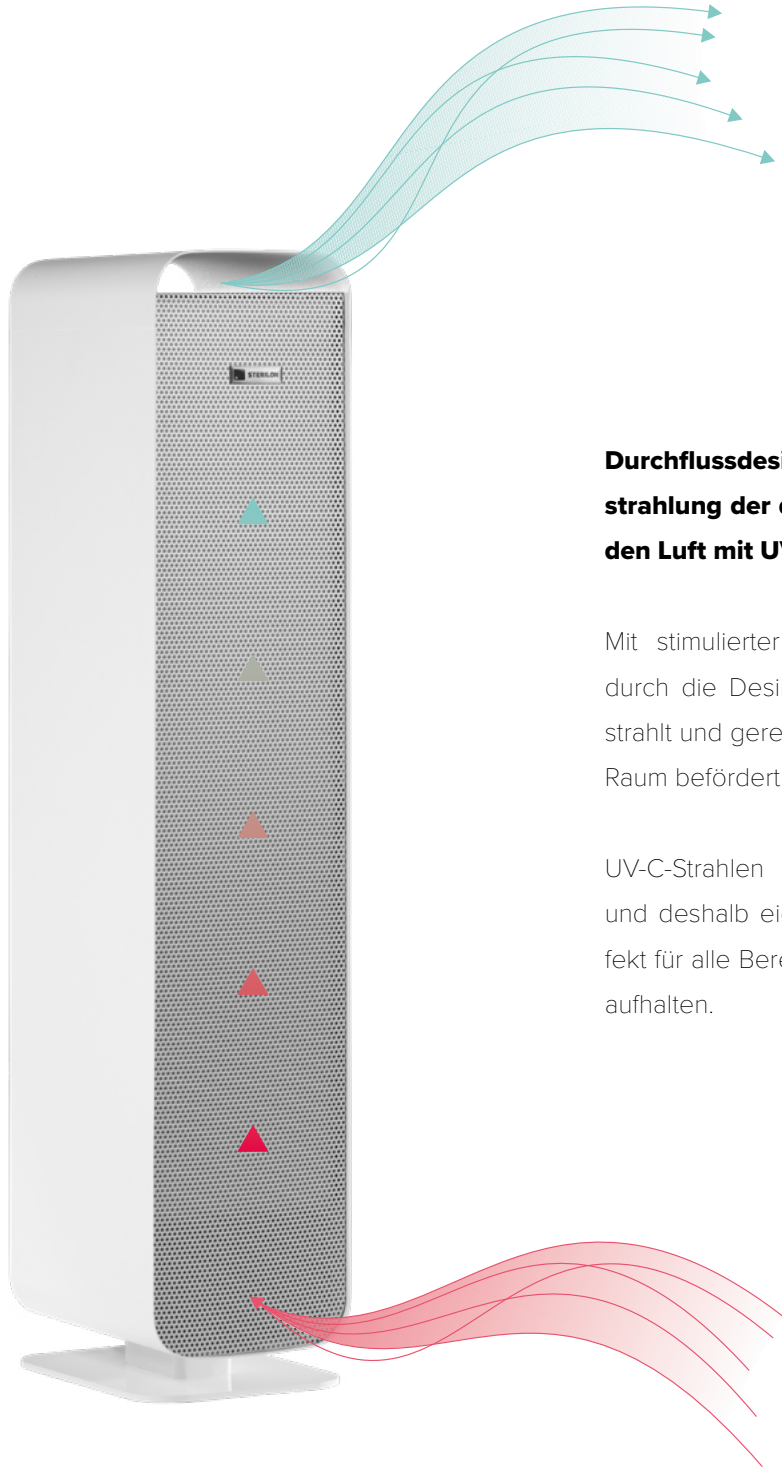 STERILON
Durchflussdesi
strahlung der
den Luft mit U
Mit stimulierter
durch die Desi
strahlt und gere
Raum befördert
UV-C-Strahlen
und deshalb ei
fekt für alle Bere
aufhalten.